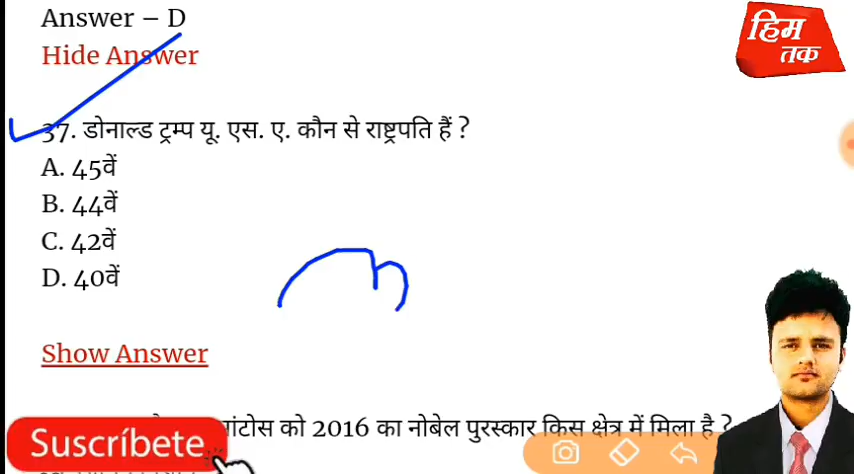 Answer – D
Hide Answer
हिम
तक
37. डोनाल्ड ट्रम्प यू. एस. ए. कौन से राष्ट्रपति हैं ?
A. 45वें
B. 44वें
C. 42वें
D. 40वें
Show Answer
को 2016 का नोबेल पुरस्कार किस क्षेत्र में मिला है ?
Suscríbete